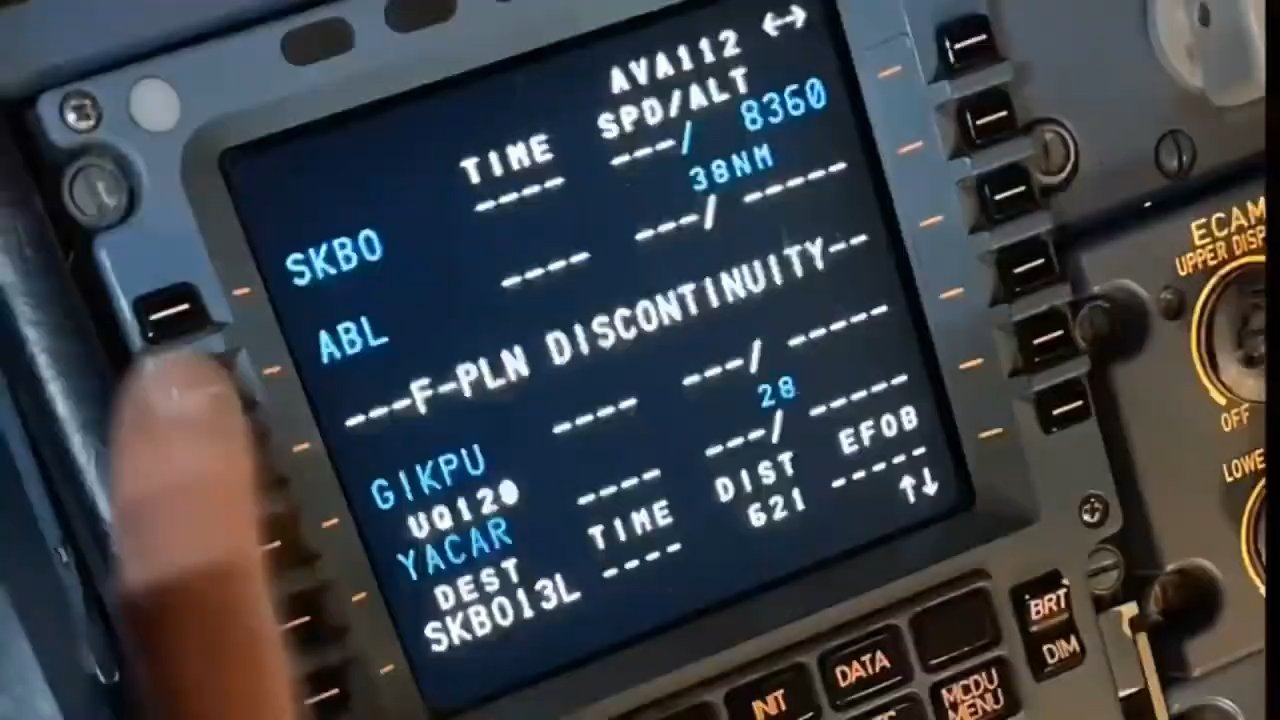 AVA112 ↔
TIME SPD/ALT
SKBO ---- ---/ 8360
38NM
ABL ---- ---/ -----
---F-PLN DISCONTINUITY--
GIKPU ---- ---/ -----
UQ120 28
YACAR ---- ---/ -----
DEST TIME DIST EFOB
SKBO13L ---- 621 -----
↑↓
ECAM
UPPER DISP
OFF
LOWE
BRT
DIM
INIT
DATA
MCDU
MENU